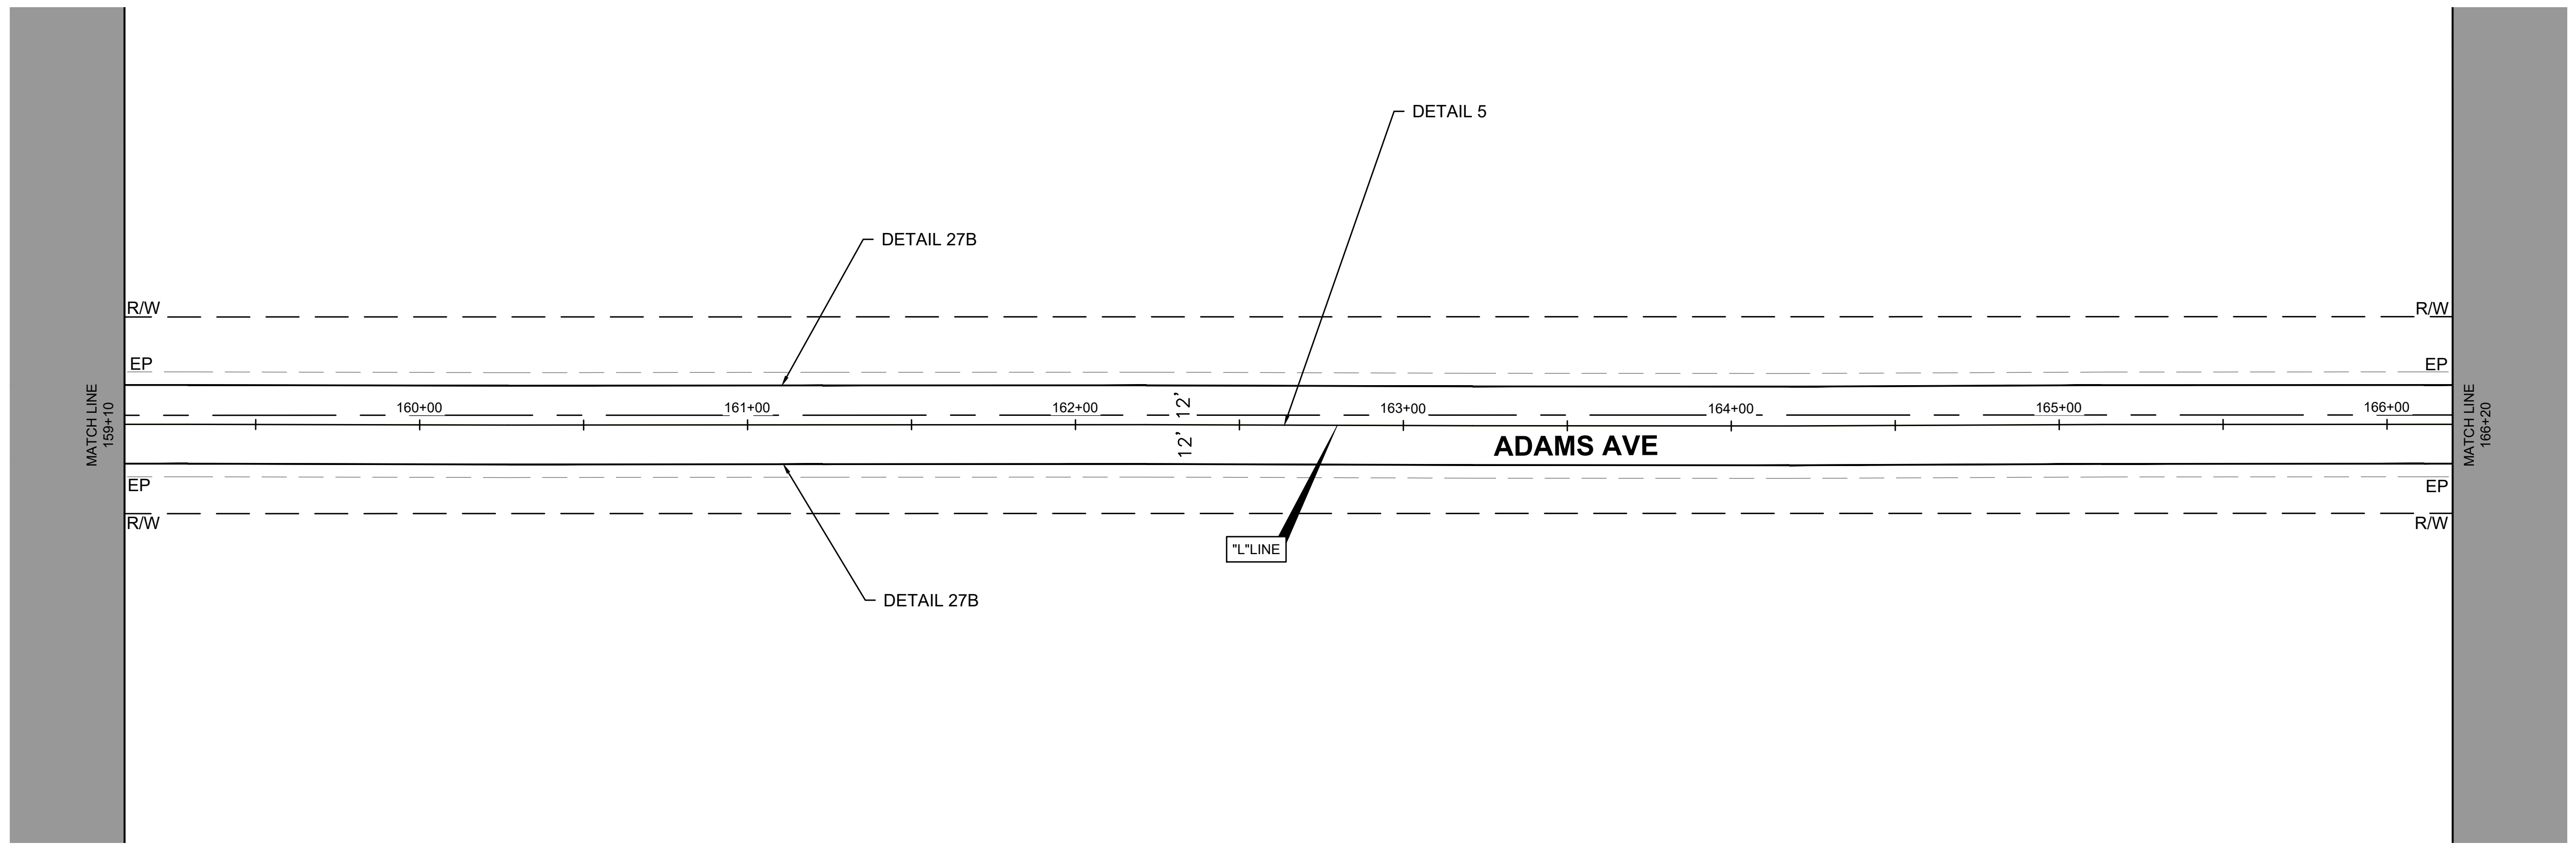 DETAIL 5
DETAIL 27B
R/W
R/W
EP
EP
MATCH LINE
159+10
160+00
161+00
162+00
12'
163+00
164+00
165+00
166+00
MATCH LINE
166+20
12'
ADAMS AVE
EP
EP
R/W
R/W
"L"LINE
DETAIL 27B